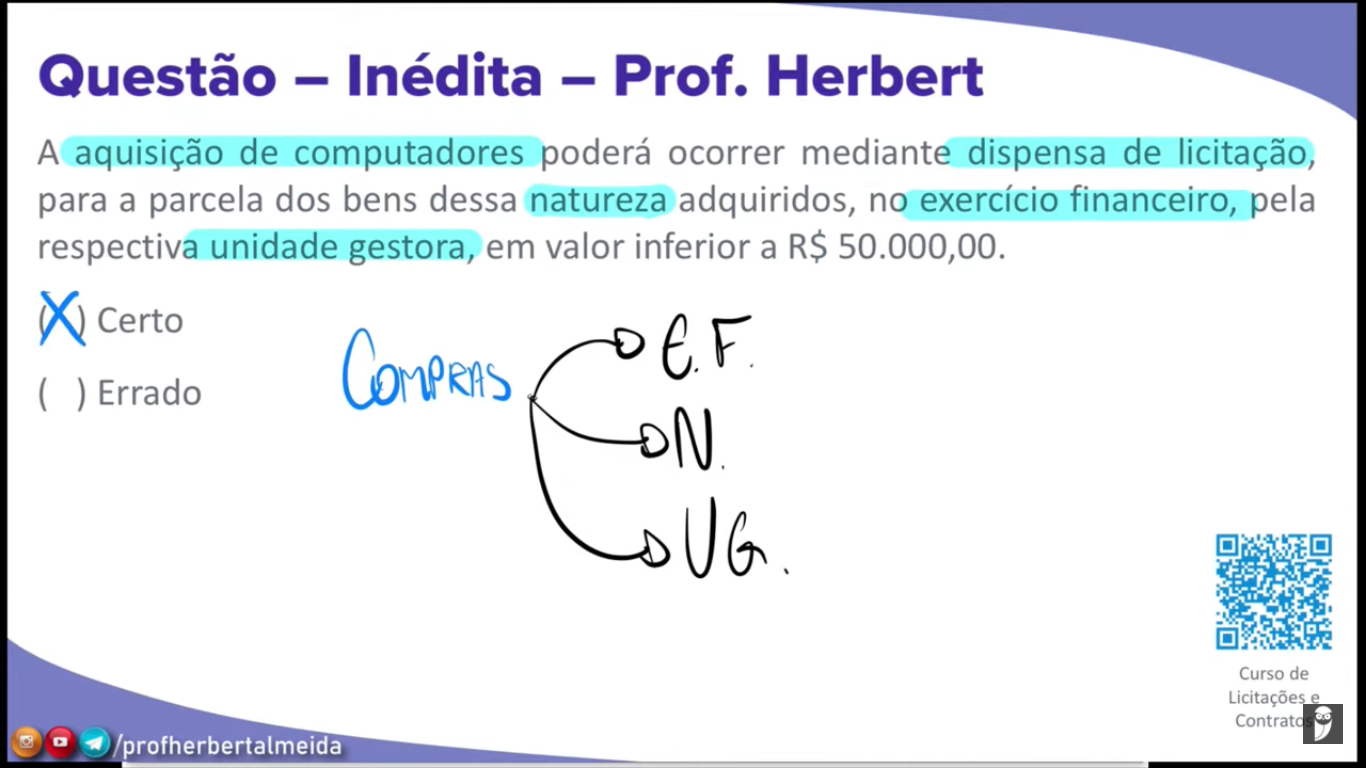 Questão – Inédita – Prof. Herbert
A aquisição de computadores poderá ocorrer mediante dispensa de licitação,
para a parcela dos bens dessa natureza adquiridos, no exercício financeiro, pela
respectiva unidade gestora, em valor inferior a R$ 50.000,00.
(X) Certo
( ) Errado
COMPRAS
E.F.
N.
UG.
Curso de
Licitações e
Contratos
/profherbertalmeida